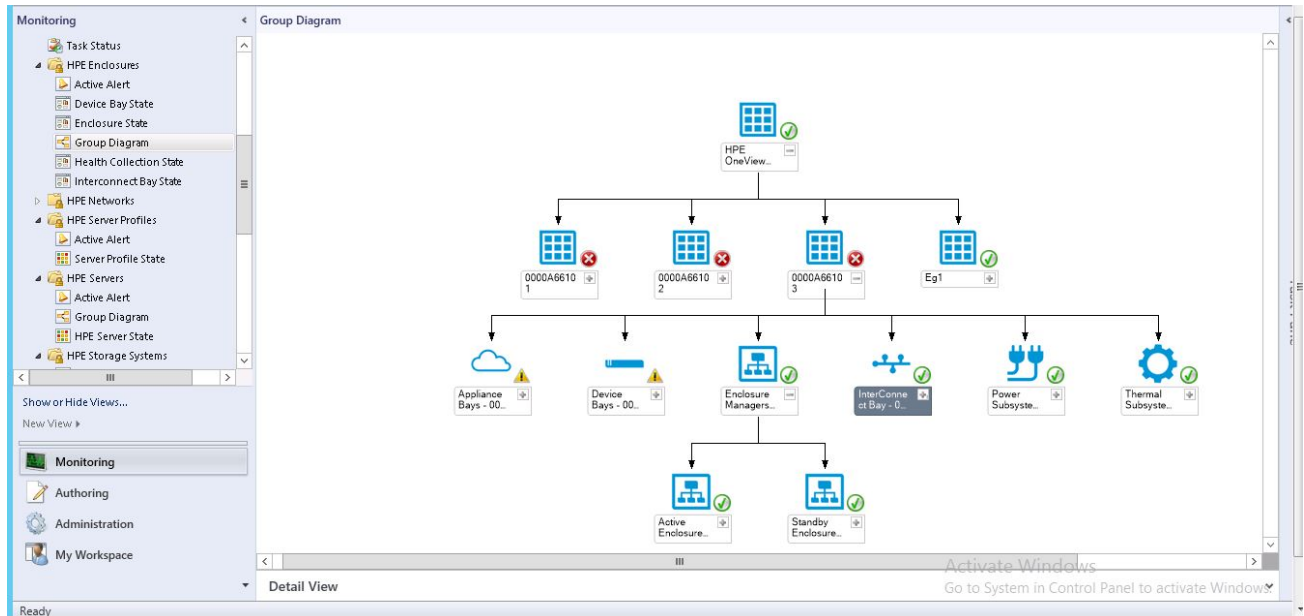 Monitoring
Task Status
HPE Enclosures
Active Alert
Device Bay State
Enclosure State
Group Diagram
Health Collection State
Interconnect Bay State
HPE Networks
HPE Server Profiles
Active Alert
Server Profile State
HPE Servers
Active Alert
Group Diagram
HPE Server State
HPE Storage Systems
Show or Hide Views...
New View
Monitoring
Authoring
Administration
My Workspace
Ready
Group Diagram
HPE
OneView...
0000A6610
1
0000A6610
2
0000A6610
3
Eg1
Appliance
Bays - 00...
Device
Bays - 00...
Enclosure
Managers...
InterConne
ct Bay - 0...
Power
Subsyste...
Thermal
Subsyste...
Active
Enclosure...
Standby
Enclosure...
Detail View
Activate Windows
Go to System in Control Panel to activate Windows.